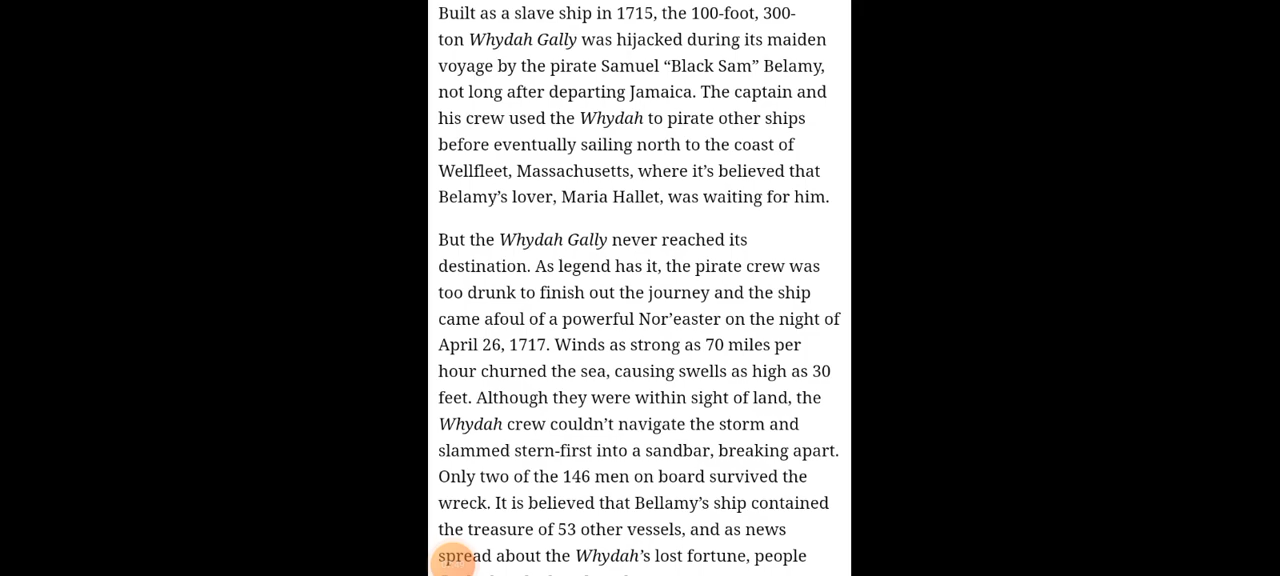 Built as a slave ship in 1715, the 100-foot, 300-
ton Whydah Gally was hijacked during its maiden
voyage by the pirate Samuel “Black Sam” Belamy,
not long after departing Jamaica. The captain and
his crew used the Whydah to pirate other ships
before eventually sailing north to the coast of
Wellfleet, Massachusetts, where it’s believed that
Belamy’s lover, Maria Hallet, was waiting for him.
But the Whydah Gally never reached its
destination. As legend has it, the pirate crew was
too drunk to finish out the journey and the ship
came afoul of a powerful Nor’easter on the night of
April 26, 1717. Winds as strong as 70 miles per
hour churned the sea, causing swells as high as 30
feet. Although they were within sight of land, the
Whydah crew couldn’t navigate the storm and
slammed stern-first into a sandbar, breaking apart.
Only two of the 146 men on board survived the
wreck. It is believed that Bellamy’s ship contained
the treasure of 53 other vessels, and as news
spread about the Whydah’s lost fortune, people